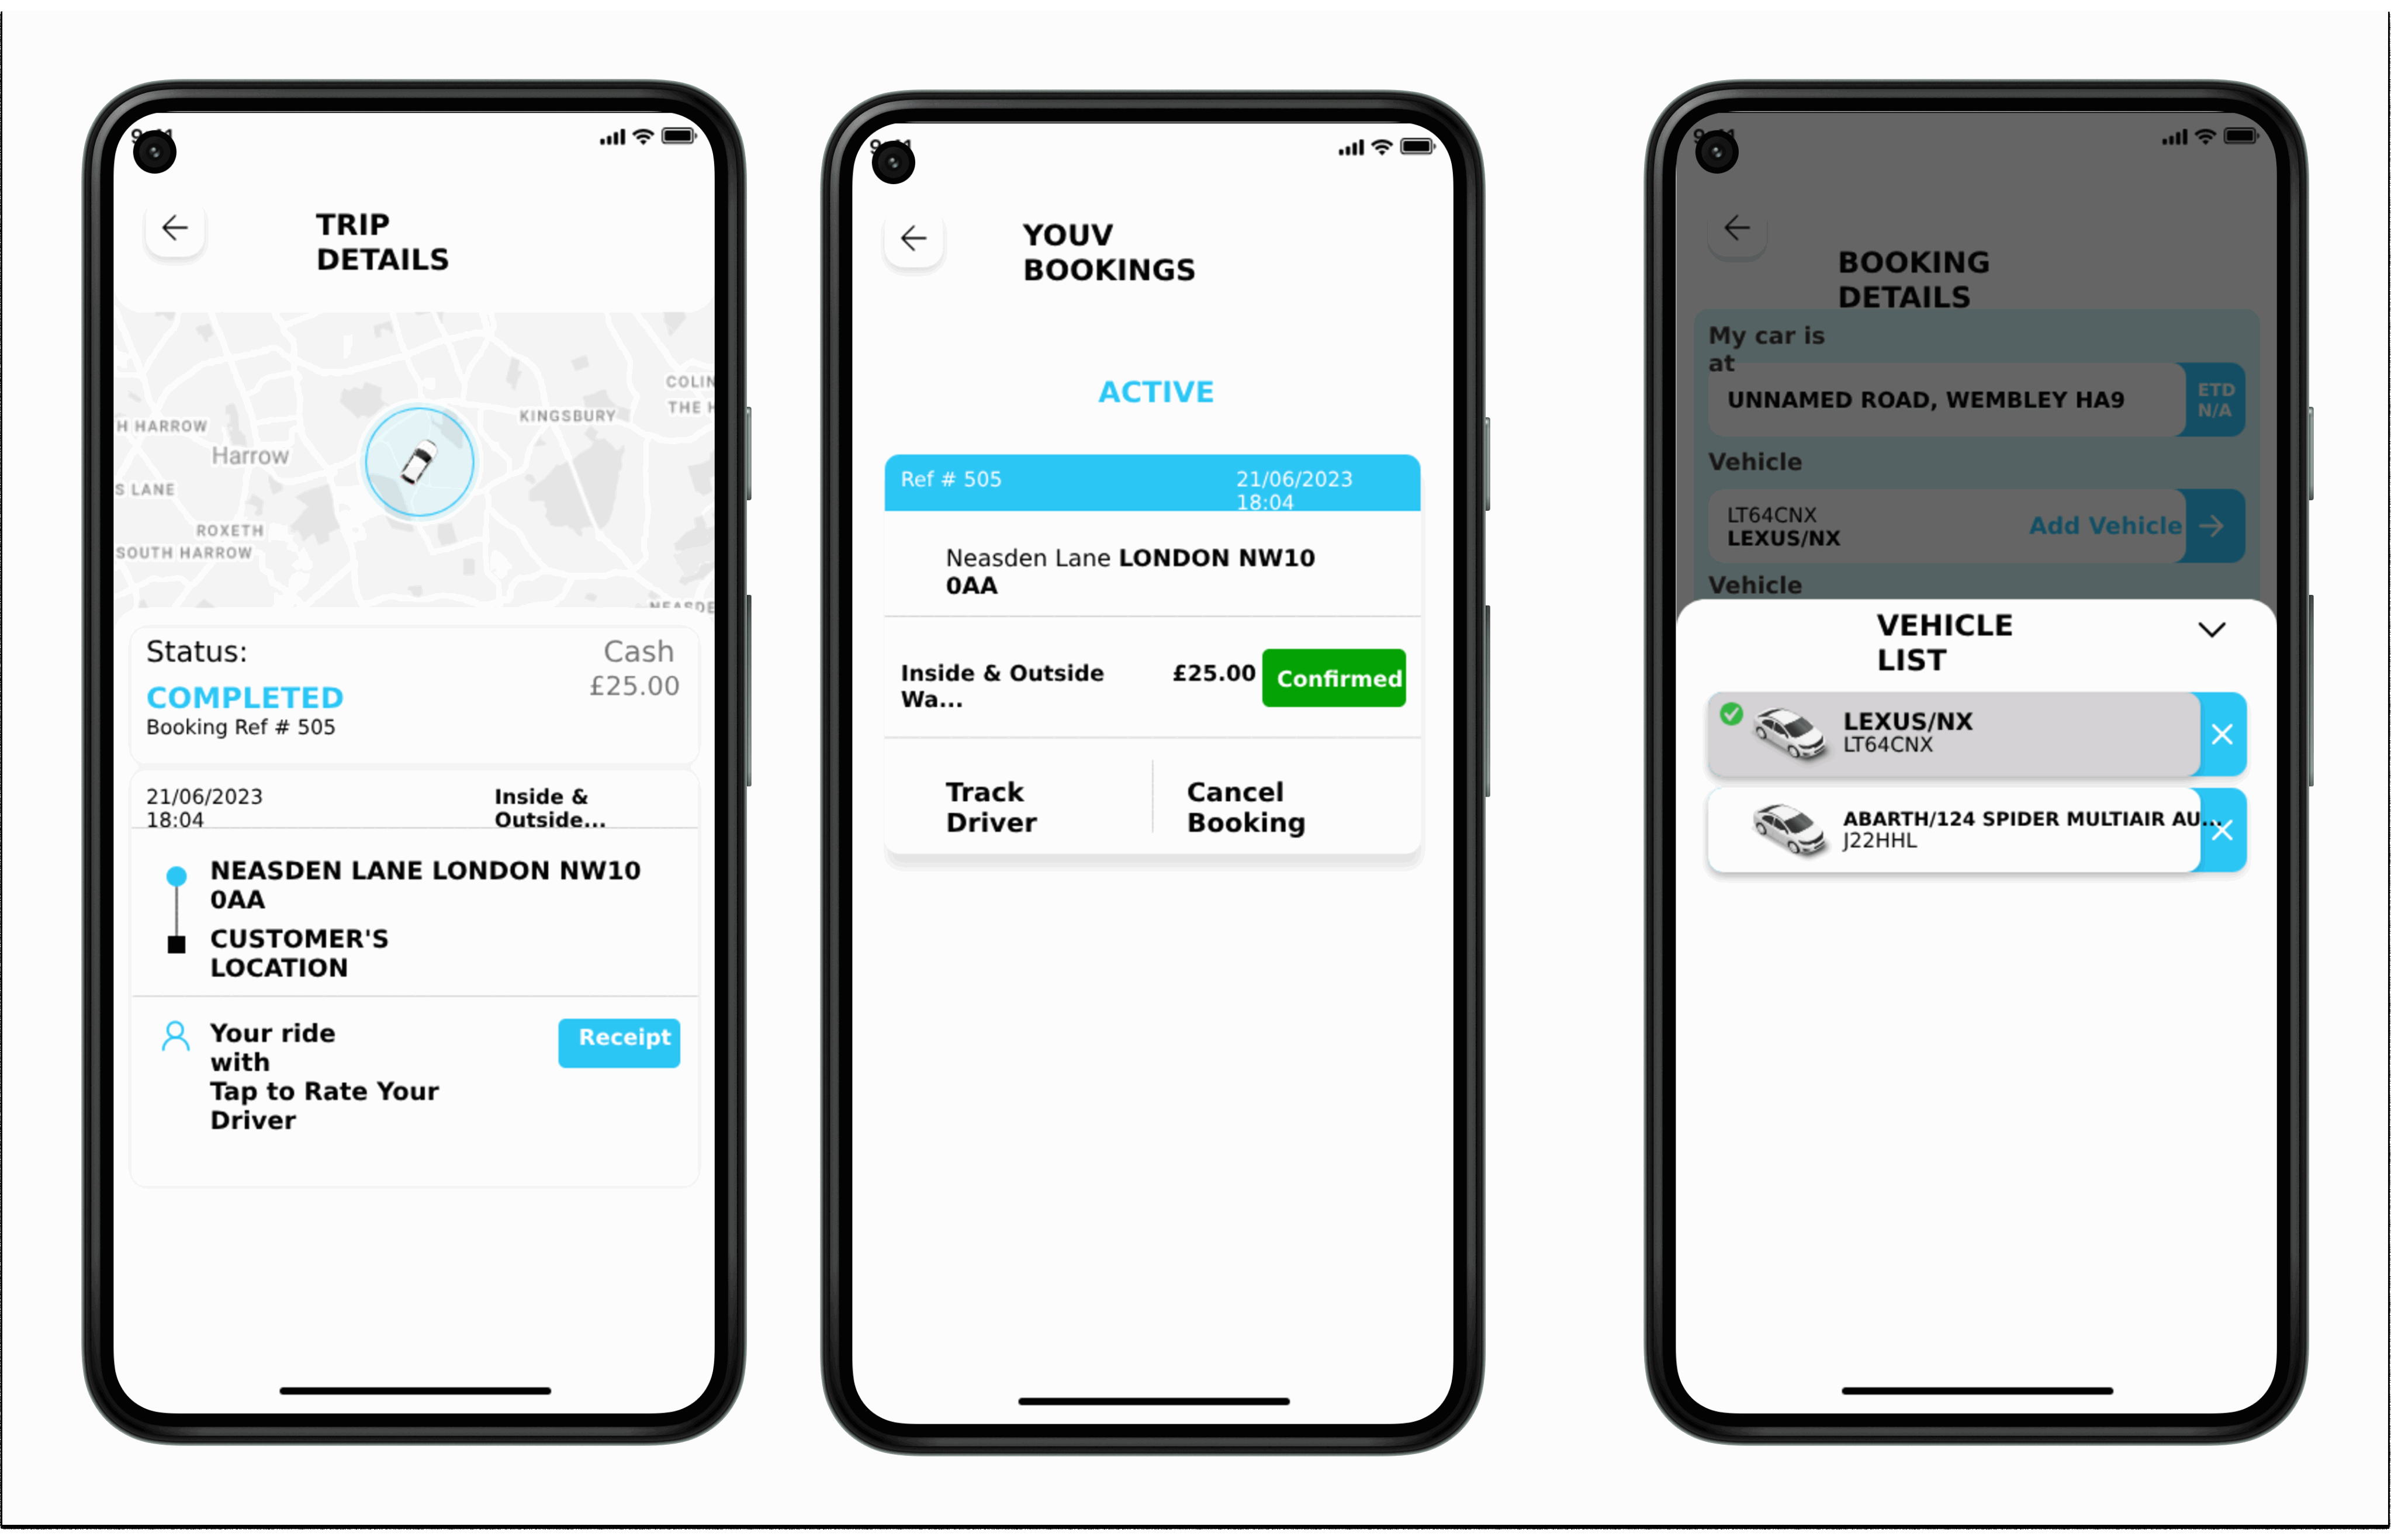 TRIP
DETAILS
COLIN
THE H
KINGSBURY
H HARROW
Harrow
S LANE
ROXETH
SOUTH HARROW
NEASDE
Status:
Cash
COMPLETED
£25.00
Booking Ref # 505
21/06/2023
18:04
Inside &
Outside...
NEASDEN LANE LONDON NW10
0AA
CUSTOMER'S
LOCATION
Your ride
with
Receipt
Tap to Rate Your
Driver
YOUV
BOOKINGS
ACTIVE
Ref # 505
21/06/2023
18:04
Neasden Lane LONDON NW10
0AA
Inside & Outside
Wa...
£25.00
Confirmed
Track
Driver
Cancel
Booking
BOOKING
DETAILS
My car is
at
UNNAMED ROAD, WEMBLEY HA9
ETD
N/A
Vehicle
LT64CNX
LEXUS/NX
Add Vehicle
Vehicle
VEHICLE
LIST
LEXUS/NX
LT64CNX
ABARTH/124 SPIDER MULTIAIR AU...
J22HHL